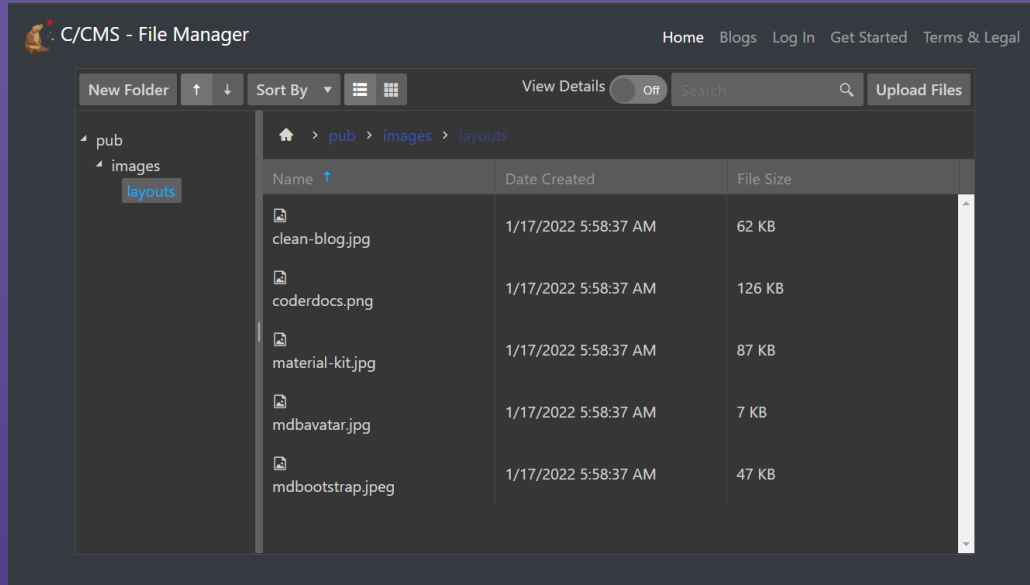 C/CMS - File Manager
Home Blogs Log In Get Started Terms & Legal
New Folder Sort By View Details Off Search Upload Files
pub
images
layouts
pub images layouts
Name Date Created File Size
clean-blog.jpg 1/17/2022 5:58:37 AM 62 KB
coderdocs.png 1/17/2022 5:58:37 AM 126 KB
material-kit.jpg 1/17/2022 5:58:37 AM 87 KB
mdbavatar.jpg 1/17/2022 5:58:37 AM 7 KB
mdbootstrap.jpeg 1/17/2022 5:58:37 AM 47 KB